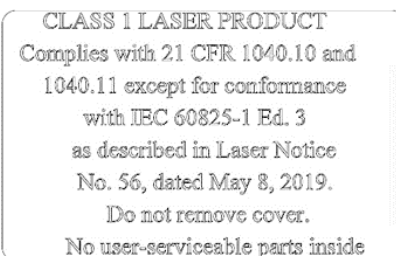 CLASS 1 LASER PRODUCT
Complies with 21 CFR 1040.10 and
1040.11 except for conformance
with IEC 60825-1 Ed. 3
as described in Laser Notice
No. 56, dated May 8, 2019.
Do not remove cover.
No user-serviceable parts inside